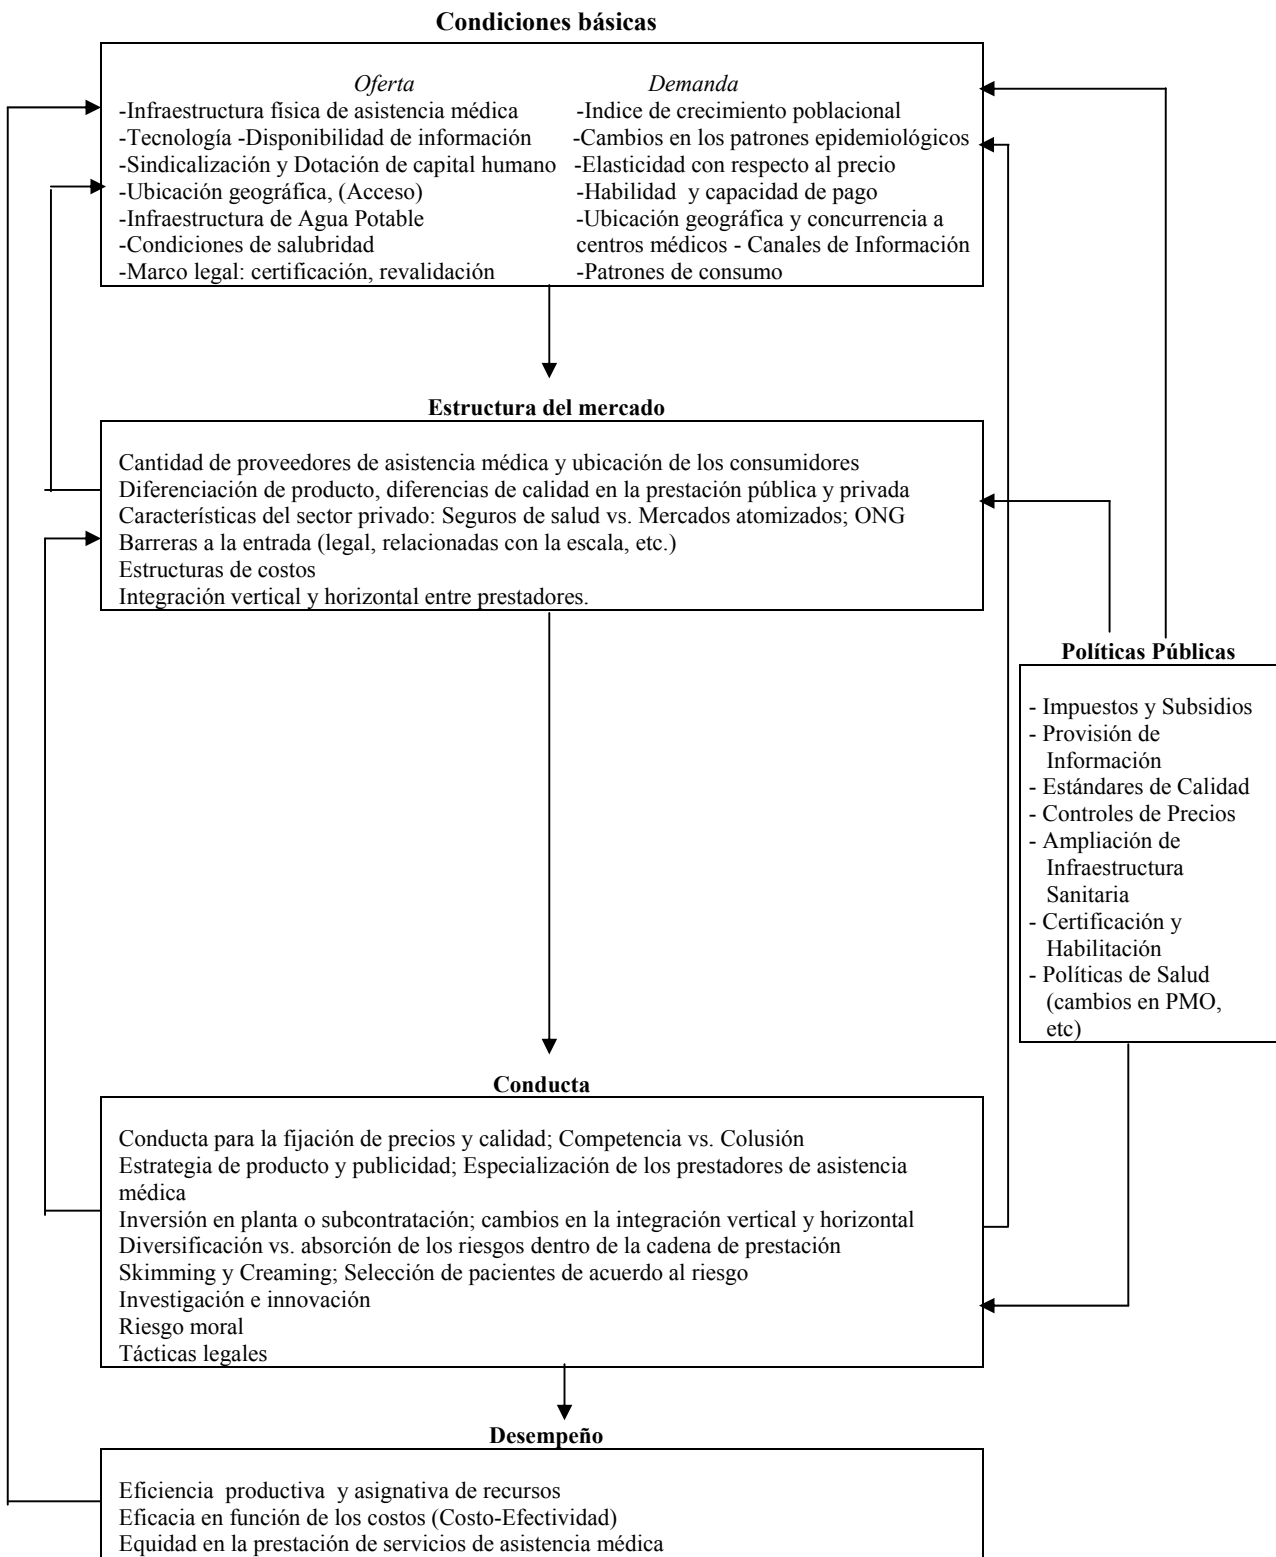 Condiciones básicas
Oferta
-Infraestructura física de asistencia médica
-Tecnología -Disponibilidad de información
-Sindicalización y Dotación de capital humano
-Ubicación geográfica, (Acceso)
-Infraestructura de Agua Potable
-Condiciones de salubridad
-Marco legal: certificación, revalidación
Demanda
-Indice de crecimiento poblacional
-Cambios en los patrones epidemiológicos
-Elasticidad con respecto al precio
-Habilidad y capacidad de pago
-Ubicación geográfica y concurrencia a
centros médicos - Canales de Información
-Patrones de consumo
Estructura del mercado
Cantidad de proveedores de asistencia médica y ubicación de los consumidores
Diferenciación de producto, diferencias de calidad en la prestación pública y privada
Características del sector privado: Seguros de salud vs. Mercados atomizados; ONG
Barreras a la entrada (legal, relacionadas con la escala, etc.)
Estructuras de costos
Integración vertical y horizontal entre prestadores.
Políticas Públicas
- Impuestos y Subsidios
- Provisión de
Información
- Estándares de Calidad
- Controles de Precios
- Ampliación de
Infraestructura
Sanitaria
- Certificación y
Habilitación
- Políticas de Salud
(cambios en PMO,
etc)
Conducta
Conducta para la fijación de precios y calidad; Competencia vs. Colusión
Estrategia de producto y publicidad; Especialización de los prestadores de asistencia
médica
Inversión en planta o subcontratación; cambios en la integración vertical y horizontal
Diversificación vs. absorción de los riesgos dentro de la cadena de prestación
Skimming y Creaming; Selección de pacientes de acuerdo al riesgo
Investigación e innovación
Riesgo moral
Tácticas legales
Desempeño
Eficiencia productiva y asignativa de recursos
Eficacia en función de los costos (Costo-Efectividad)
Equidad en la prestación de servicios de asistencia médica